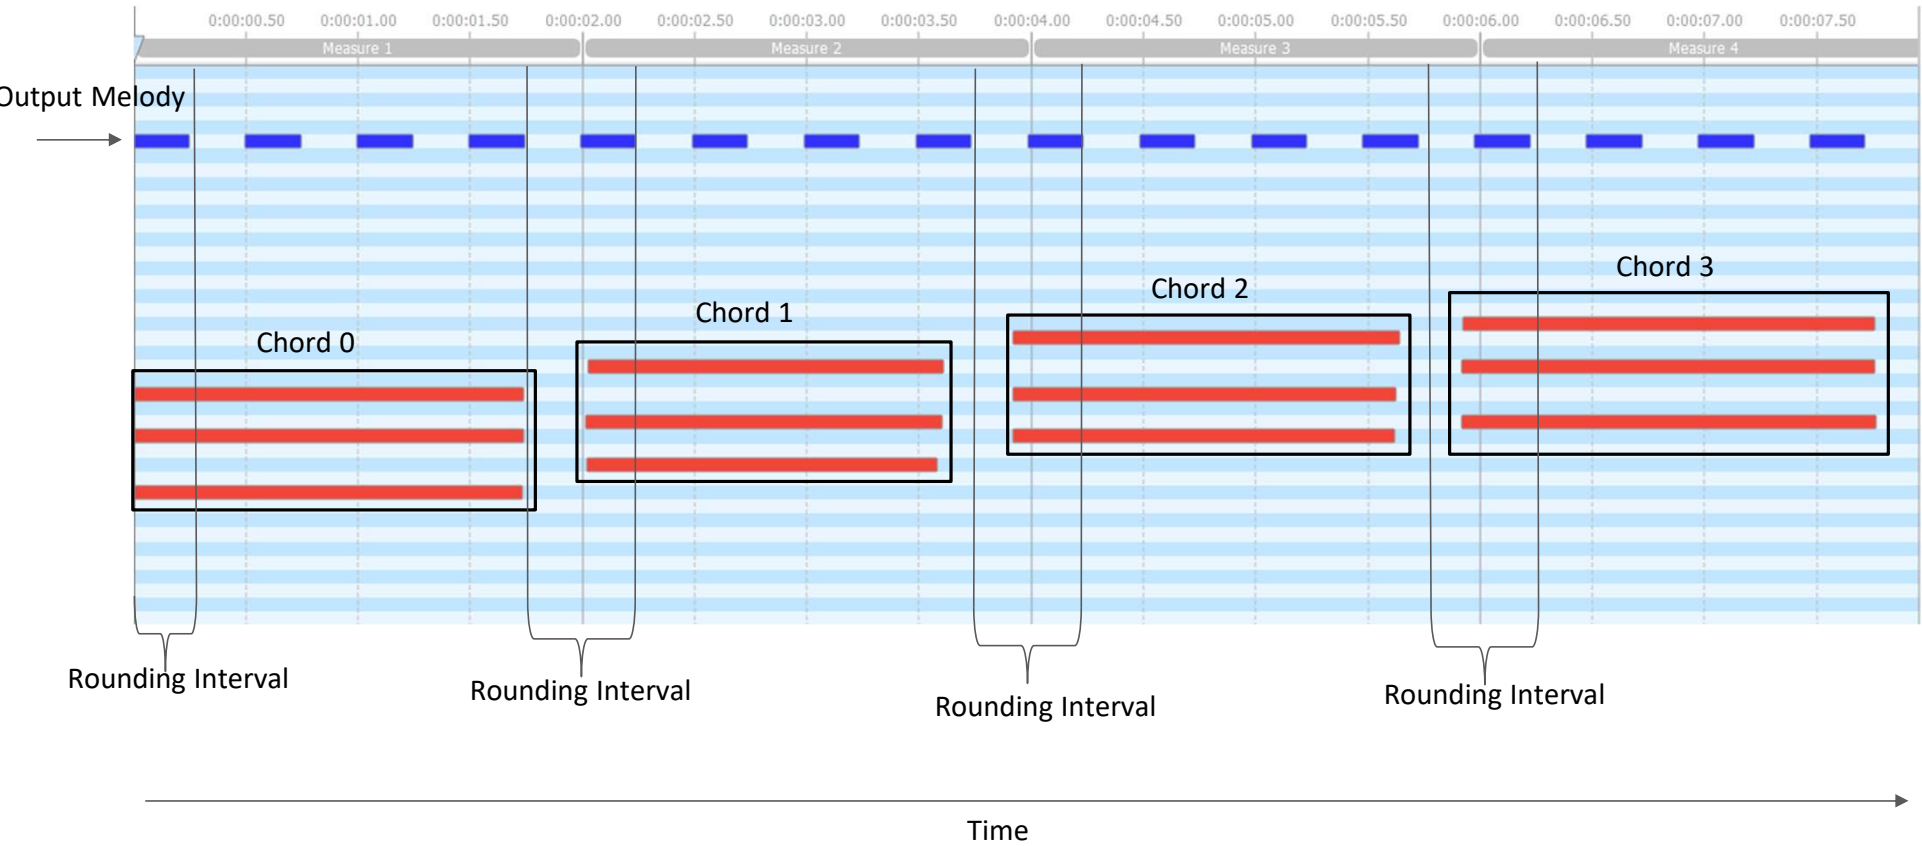 0:00:00.50 0:00:01.00 0:00:01.50 0:00:02.00 0:00:02.50 0:00:03.00 0:00:03.50 0:00:04.00 0:00:04.50 0:00:05.00 0:00:05.50 0:00:06.00 0:00:06.50 0:00:07.00 0:00:07.50
Measure 1 Measure 2 Measure 3 Measure 4
Output Melody
Chord 3
Chord 2
Chord 1
Chord 0
Rounding Interval
Rounding Interval
Rounding Interval
Rounding Interval
Time